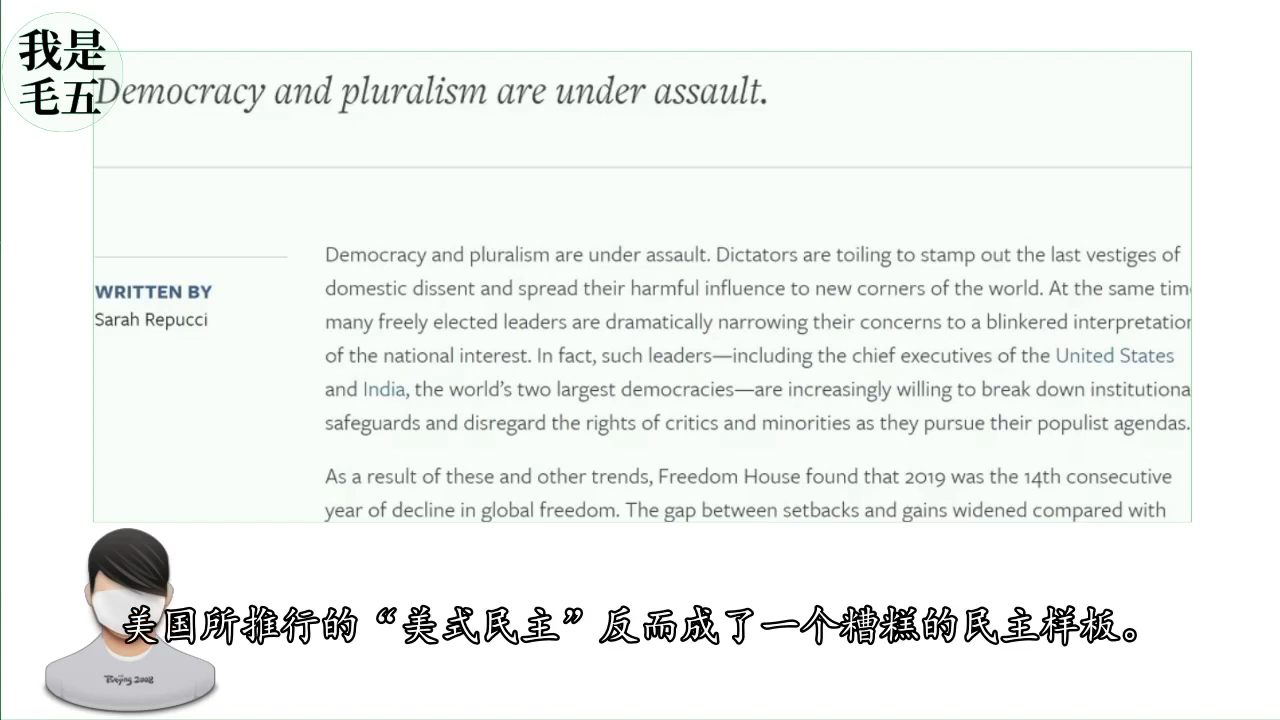 我是
毛五
Democracy and pluralism are under assault.
WRITTEN BY
Sarah Repucci
Democracy and pluralism are under assault. Dictators are toiling to stamp out the last vestiges of
domestic dissent and spread their harmful influence to new corners of the world. At the same tim
many freely elected leaders are dramatically narrowing their concerns to a blinkered interpretation
of the national interest. In fact, such leaders—including the chief executives of the United States
and India, the world’s two largest democracies—are increasingly willing to break down institutiona
safeguards and disregard the rights of critics and minorities as they pursue their populist agendas.
As a result of these and other trends, Freedom House found that 2019 was the 14th consecutive
year of decline in global freedom. The gap between setbacks and gains widened compared with
美国所推行的“美式民主”反而成了一个糟糕的民主样板。
Beijing 2008